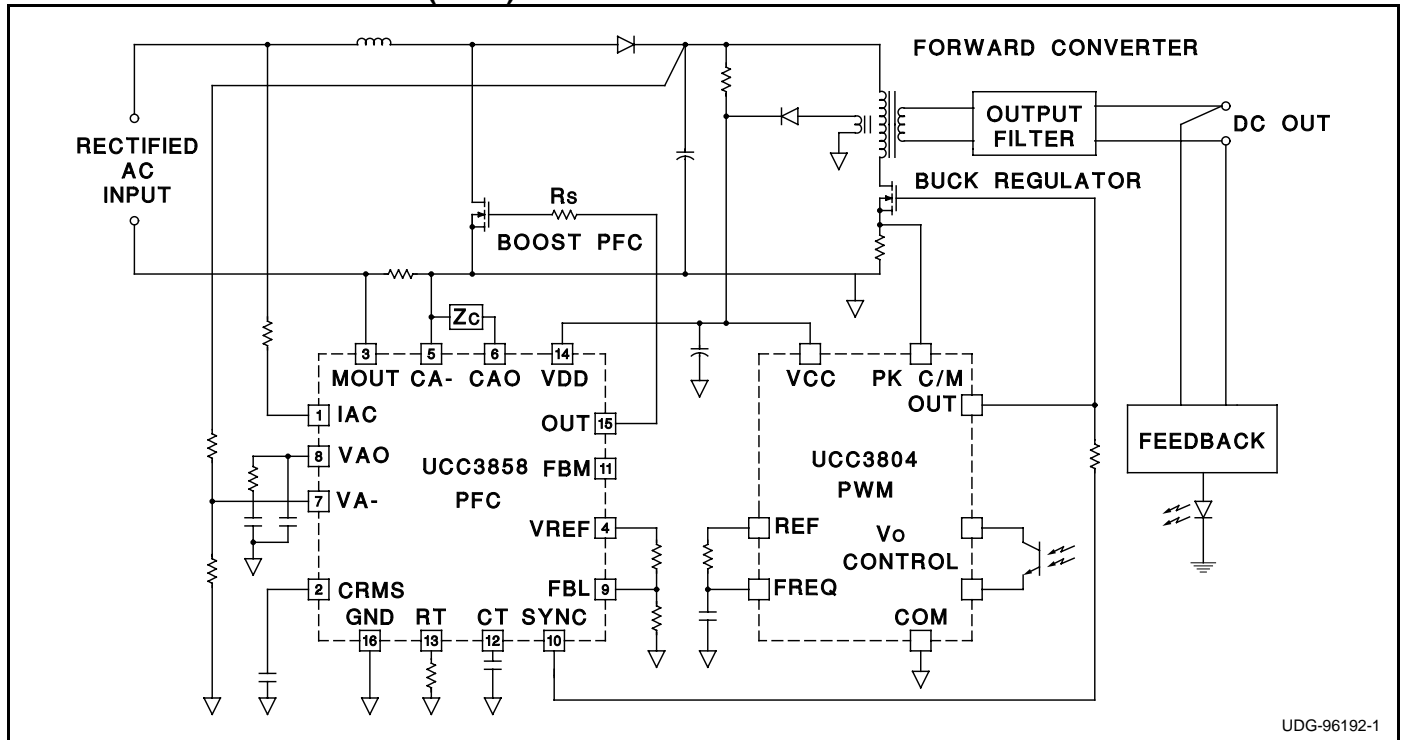 FORWARD CONVERTER
RECTIFIED
AC
INPUT
OUTPUT
FILTER
DC OUT
BUCK REGULATOR
Rs
BOOST PFC
Zc
3
5
6
14
MOUT CA- CAO VDD
1 IAC
OUT 15
8 VAO
UCC3858
PFC
FBM 11
7 VA-
VREF 4
FBL 9
2 CRMS
GND RT CT SYNC
16
13
12
10
VCC
PK C/M
OUT
UCC3804
PWM
REF
Vo
CONTROL
FREQ
COM
FEEDBACK
UDG-96192-1